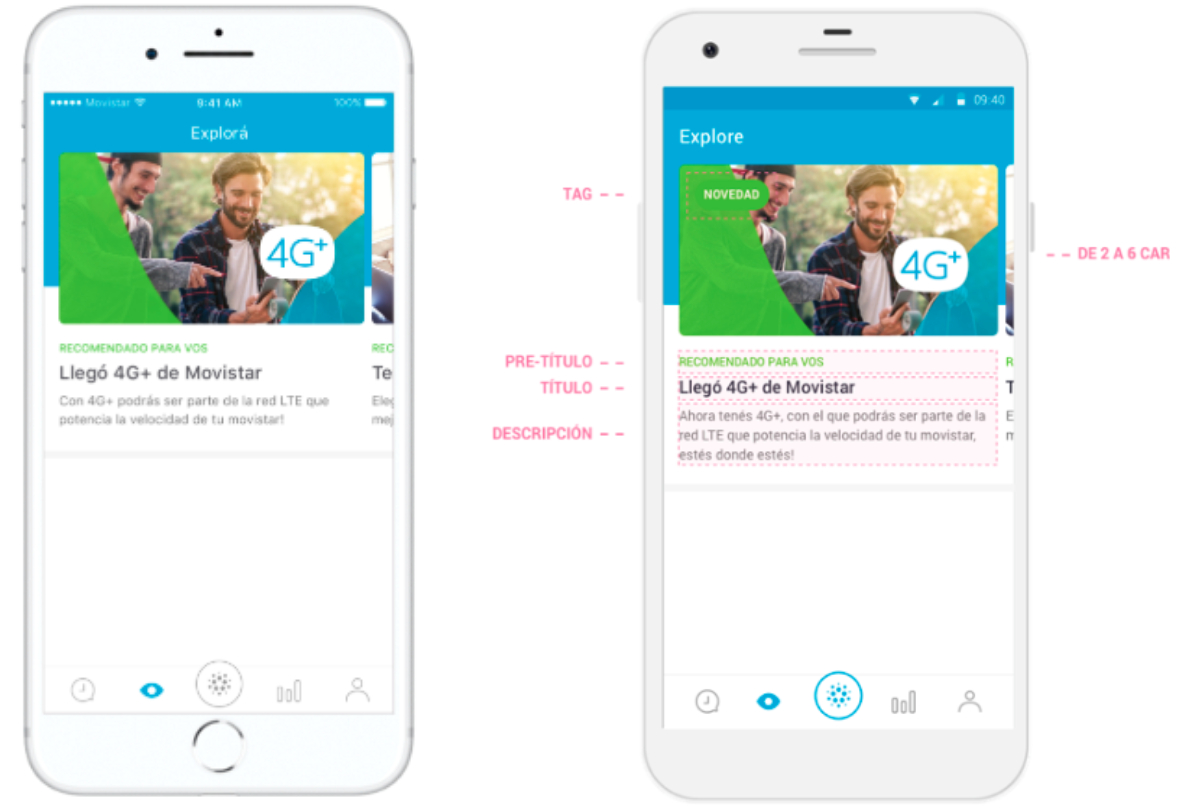 Movistar 9:41 AM 100%
Explorá
4G+
RECOMENDADO PARA VOS
Llegó 4G+ de Movistar
Con 4G+ podrás ser parte de la red LTE que
potencia la velocidad de tu movistar!
REC
Te
Eleg
mej
TAG
PRE-TÍTULO
TÍTULO
DESCRIPCIÓN
09:40
Explore
NOVEDAD
4G+
RECOMENDADO PARA VOS
Llegó 4G+ de Movistar
Ahora tenés 4G+, con el que podrás ser parte de la
red LTE que potencia la velocidad de tu movistar,
estés donde estés!
R
T
E
m
DE 2 A 6 CAR